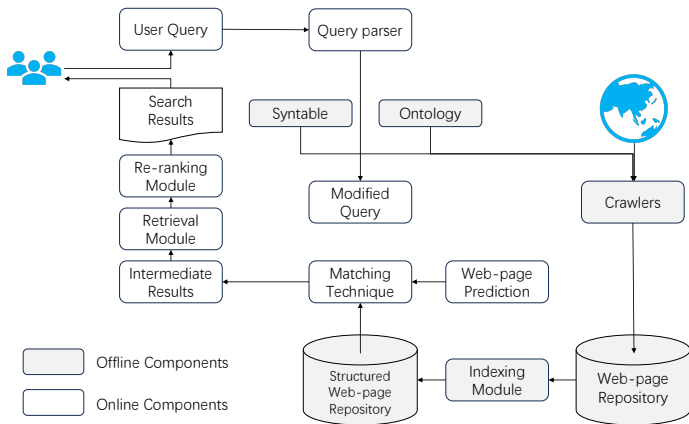 User Query
Query parser
Search
Results
Syntable
Ontology
Re-ranking
Module
Modified
Query
Crawlers
Retrieval
Module
Intermediate
Results
Matching
Technique
Web-page
Prediction
Offline Components
Online Components
Structured
Web-page
Repository
Indexing
Module
Web-page
Repository